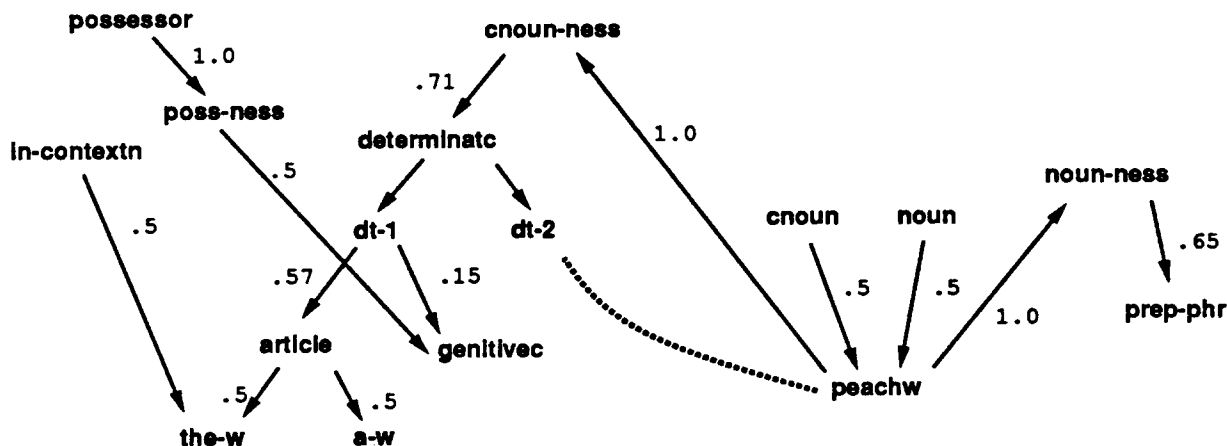 possessor
cnoun-ness
1.0
.71
poss-ness
determinatc
1.0
in-contextn
.5
noun-ness
cnoun
noun
.5
dt-1
dt-2
.65
.57
.15
.5
.5
1.0
prep-phr
article
genitivec
peachw
.5
.5
the-w
a-w